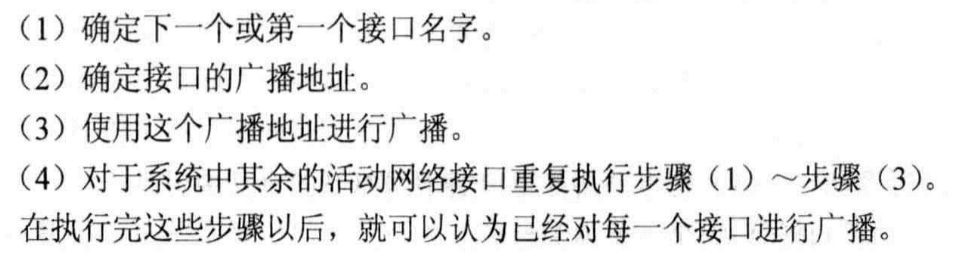 （1）确定下一个或第一个接口名字。
（2）确定接口的广播地址。
（3）使用这个广播地址进行广播。
（4）对于系统中其余的活动网络接口重复执行步骤（1）～步骤（3）。
在执行完这些步骤以后，就可以认为已经对每一个接口进行广播。